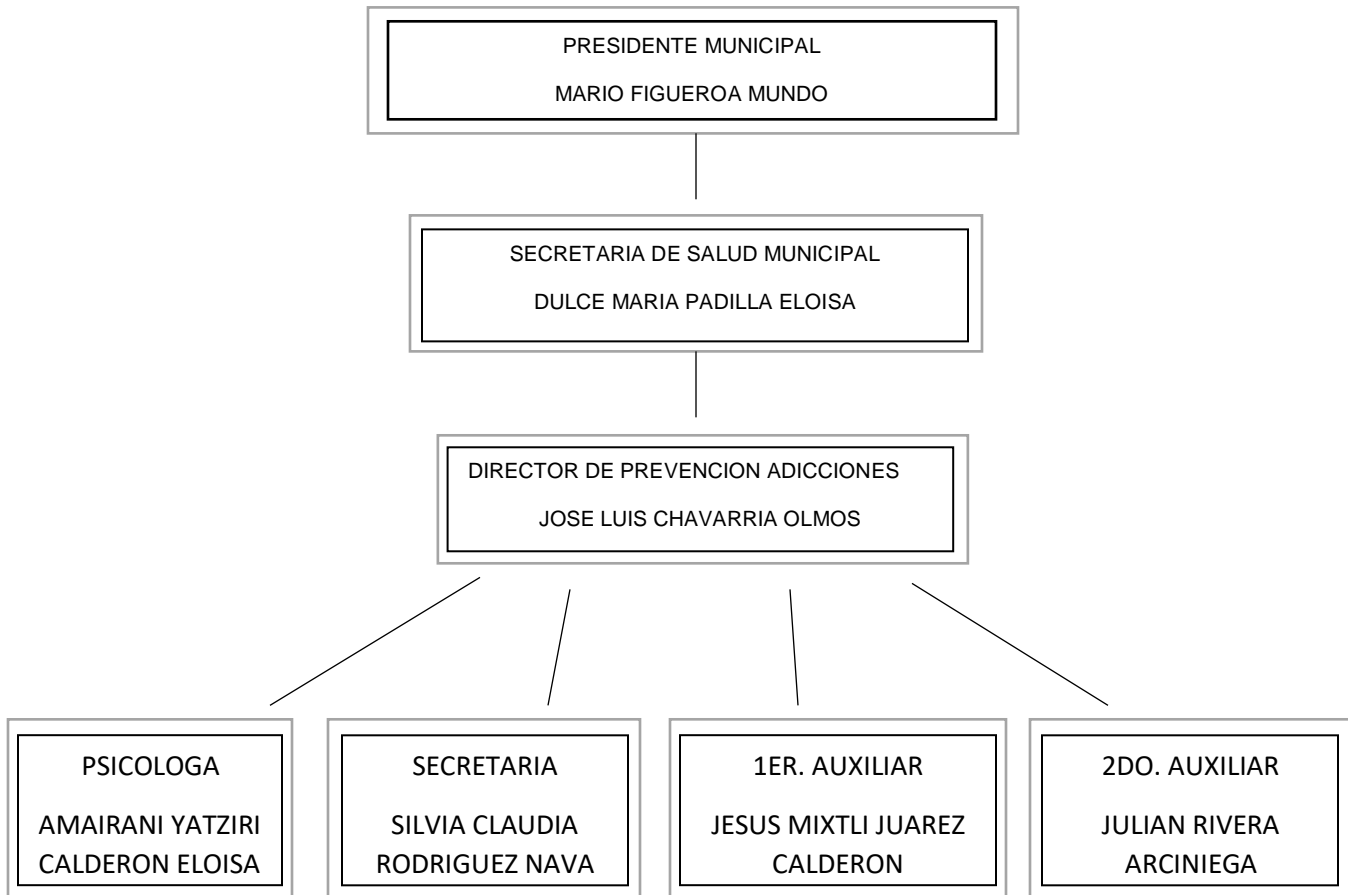 PRESIDENTE MUNICIPAL
MARIO FIGUEROA MUNDO
SECRETARIA DE SALUD MUNICIPAL
DULCE MARIA PADILLA ELOISA
DIRECTOR DE PREVENCION ADICCIONES
JOSE LUIS CHAVARRIA OLMOS
PSICOLOGA
AMAIRANI YATZIRI
CALDERON ELOISA
SECRETARIA
SILVIA CLAUDIA
RODRIGUEZ NAVA
1ER. AUXILIAR
JESUS MIXTLI JUAREZ
CALDERON
2DO. AUXILIAR
JULIAN RIVERA
ARCINIEGA